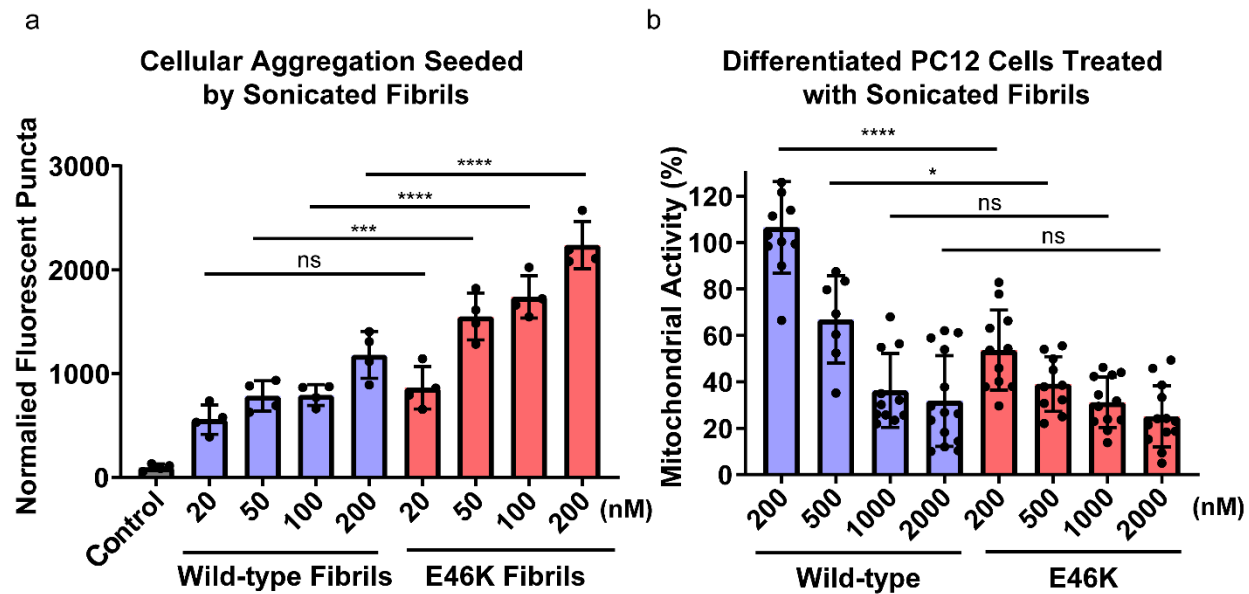 a
Cellular Aggregation Seeded
by Sonicated Fibrils
Normalied Fluorescent Puncta
3000
2000
1000
0
****
****
***
ns
Control
20
50
100
200
20
50
100
200
(nM)
Wild-type Fibrils
E46K Fibrils
b
Differentiated PC12 Cells Treated
with Sonicated Fibrils
Mitochondrial Activity (%)
120
100
80
60
40
20
0
****
*
ns
ns
200
500
1000
2000
200
500
1000
2000
(nM)
Wild-type
E46K